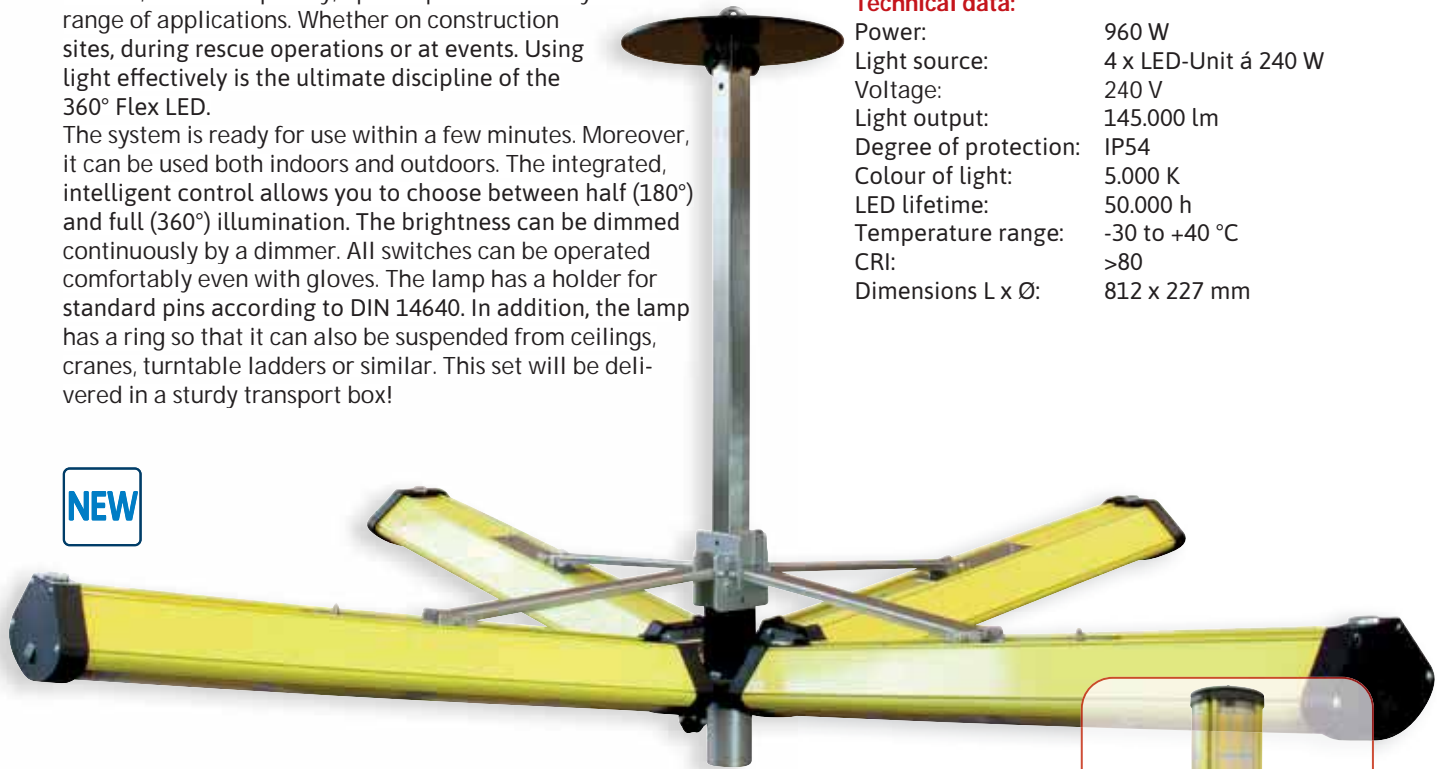 range of applications. Whether on construction
sites, during rescue operations or at events. Using
light effectively is the ultimate discipline of the
360° Flex LED.
The system is ready for use within a few minutes. Moreover,
it can be used both indoors and outdoors. The integrated,
intelligent control allows you to choose between half (180°)
and full (360°) illumination. The brightness can be dimmed
continuously by a dimmer. All switches can be operated
comfortably even with gloves. The lamp has a holder for
standard pins according to DIN 14640. In addition, the lamp
has a ring so that it can also be suspended from ceilings,
cranes, turntable ladders or similar. This set will be deli-
vered in a sturdy transport box!
NEW
Technical data:
Power: 960 W
Light source: 4 x LED-Unit á 240 W
Voltage: 240 V
Light output: 145.000 lm
Degree of protection: IP54
Colour of light: 5.000 K
LED lifetime: 50.000 h
Temperature range: -30 to +40 °C
CRI: >80
Dimensions L x Ø: 812 x 227 mm